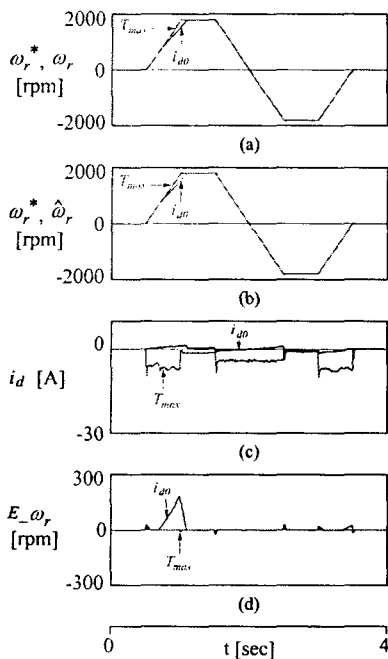 2000
T_max
ω_r*, ω_r
i_d0
0
[rpm]
-2000
(a)
2000
T_max
ω_r*, ω̂_r
i_d0
0
[rpm]
-2000
(b)
i_d0
0
i_d [A]
T_max
-30
(c)
300
i_d0
E_ω_r
0
[rpm]
T_max
-300
(d)
0
4
t [sec]